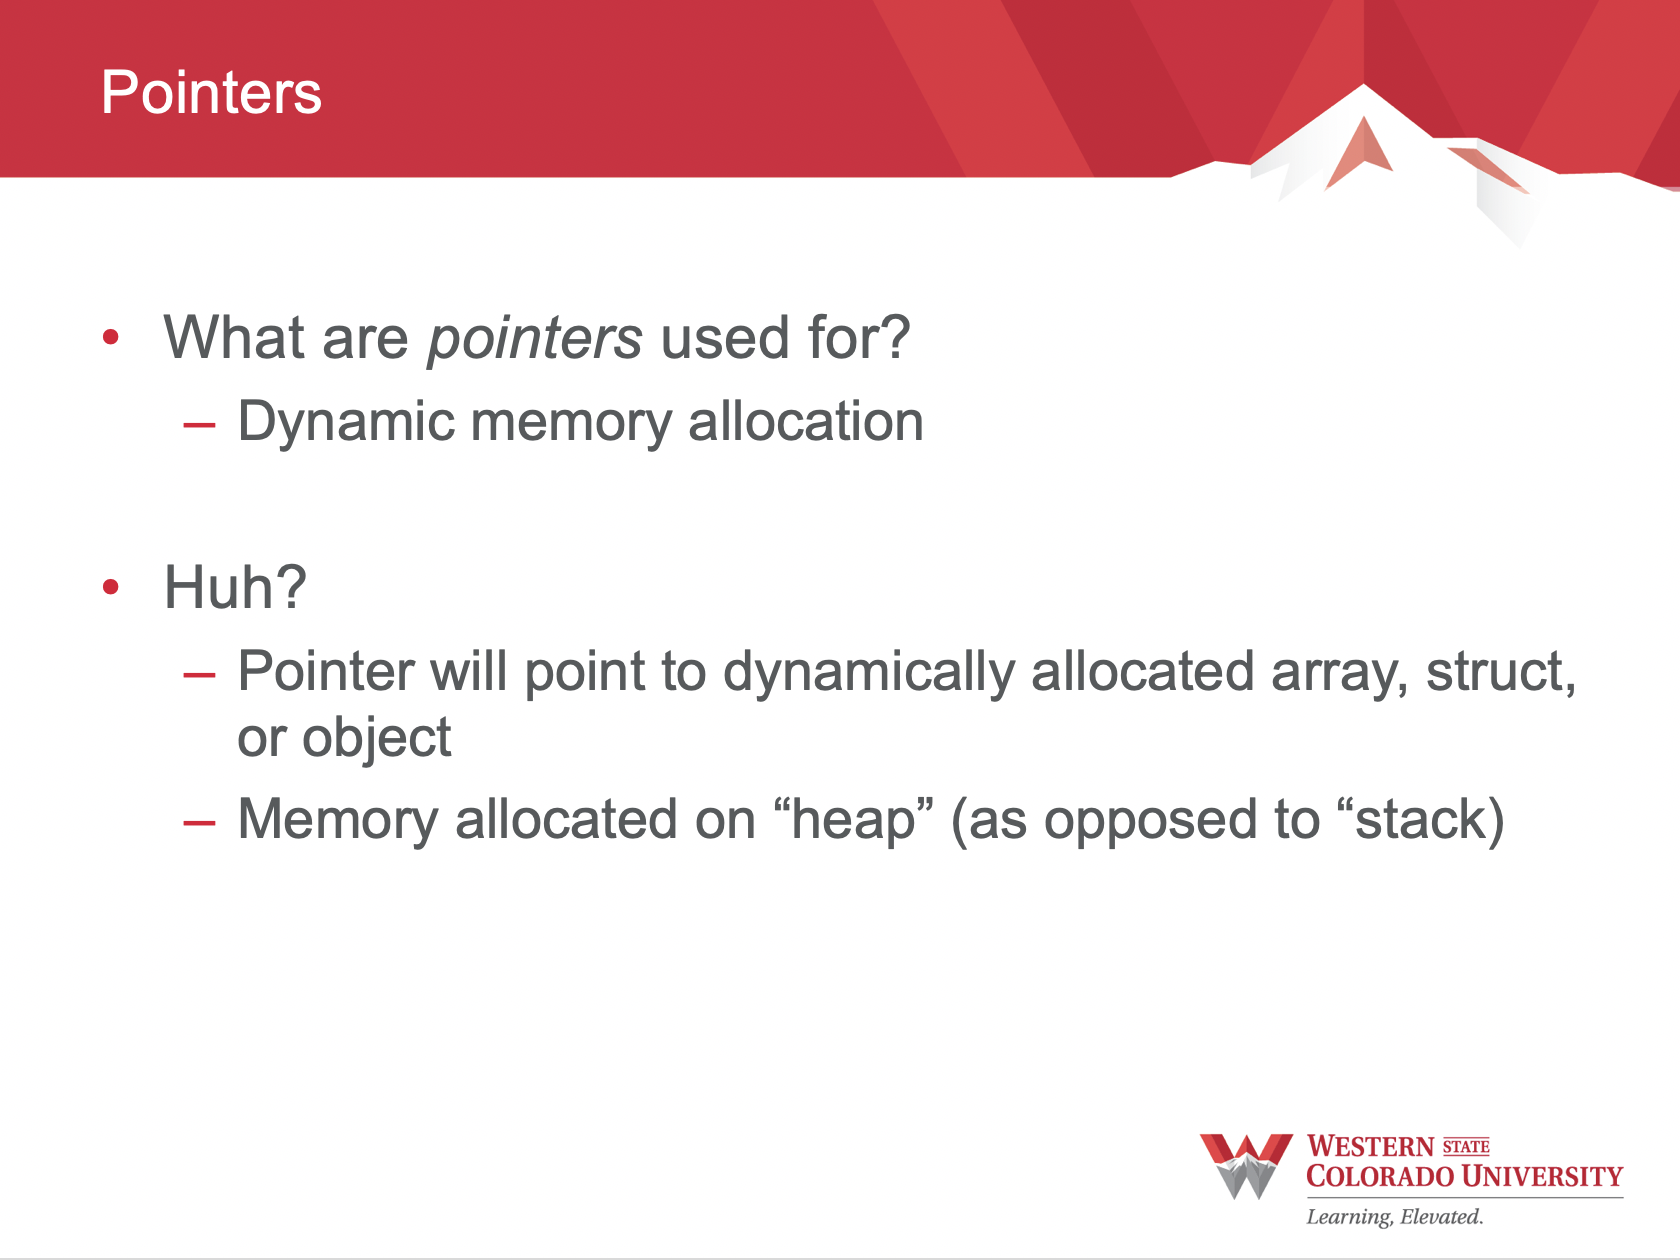 Pointers
• What are pointers used for?
– Dynamic memory allocation
• Huh?
– Pointer will point to dynamically allocated array, struct,
or object
– Memory allocated on “heap” (as opposed to “stack)
WESTERN STATE
COLORADO UNIVERSITY
Learning, Elevated.